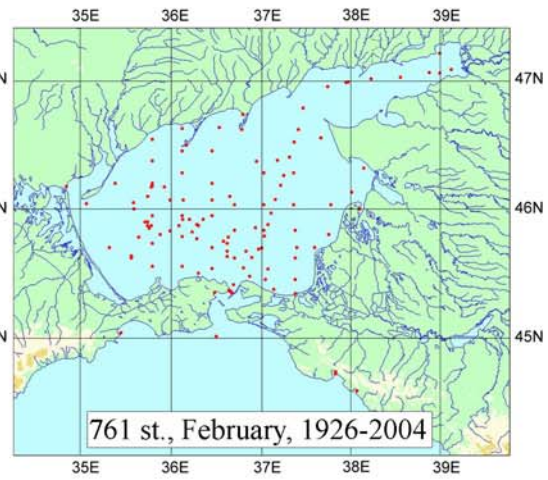 35E 36E 37E 38E 39E
N 47N
N 46N
N 45N
761 st., February, 1926-2004
35E 36E 37E 38E 39E